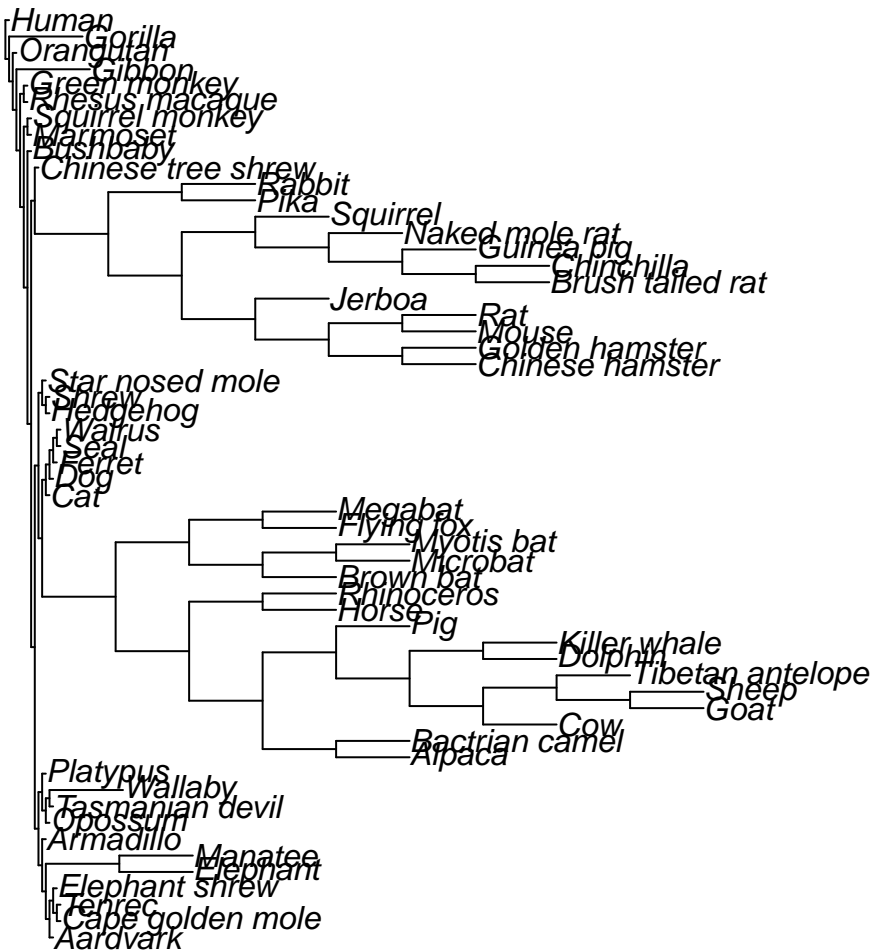 Human
Gorilla
Orangutan
Gibbon
Green monkey
Rhesus macaque
Squirrel monkey
Marmoset
Bushbaby
Chinese tree shrew
Rabbit
Pika
Squirrel
Naked mole rat
Guinea pig
Chinchilla
Brush tailed rat
Jerboa
Rat
Mouse
Golden hamster
Chinese hamster
Star nosed mole
Shrew
Hedgehog
Walrus
Seal
Ferret
Dog
Cat
Megabat
Flying fox
Myotis bat
Microbat
Brown bat
Rhinoceros
Horse
Pig
Killer whale
Dolphin
Tibetan antelope
Sheep
Goat
Cow
Bactrian camel
Alpaca
Platypus
Wallaby
Tasmanian devil
Opossum
Armadillo
Manatee
Elephant
Elephant shrew
Tenrec
Cape golden mole
Aardvark